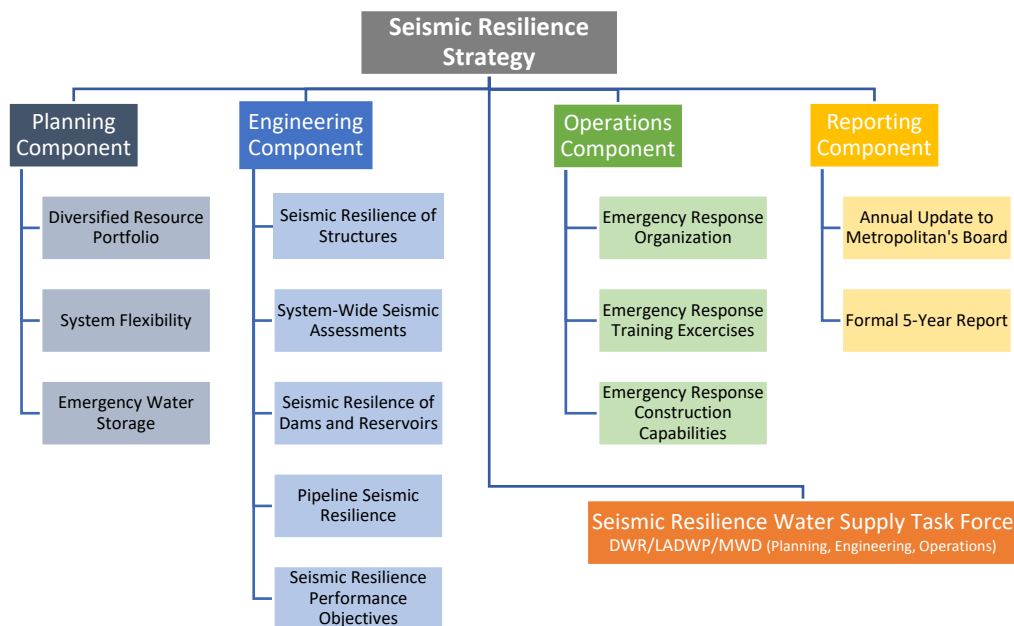 Seismic Resilience
Strategy
Planning
Component
Engineering
Component
Operations
Component
Reporting
Component
Diversified Resource
Portfolio
System Flexibility
Emergency Water
Storage
Seismic Resilience of
Structures
System-Wide Seismic
Assessments
Seismic Resilence of
Dams and Reservoirs
Pipeline Seismic
Resilience
Seismic Resilience
Performance
Objectives
Emergency Response
Organization
Emergency Response
Training Excercises
Emergency Response
Construction
Capabilities
Annual Update to
Metropolitan's Board
Formal 5-Year Report
Seismic Resilience Water Supply Task Force
DWR/LADWP/MWD (Planning, Engineering, Operations)